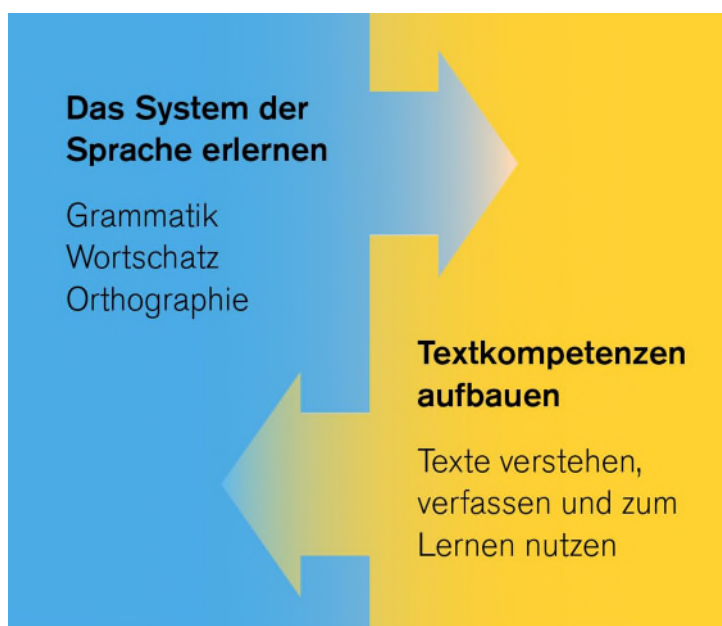 Das System der
Sprache erlernen
Grammatik
Wortschatz
Orthographie
Textkompetenzen
aufbauen
Texte verstehen,
verfassen und zum
Lernen nutzen